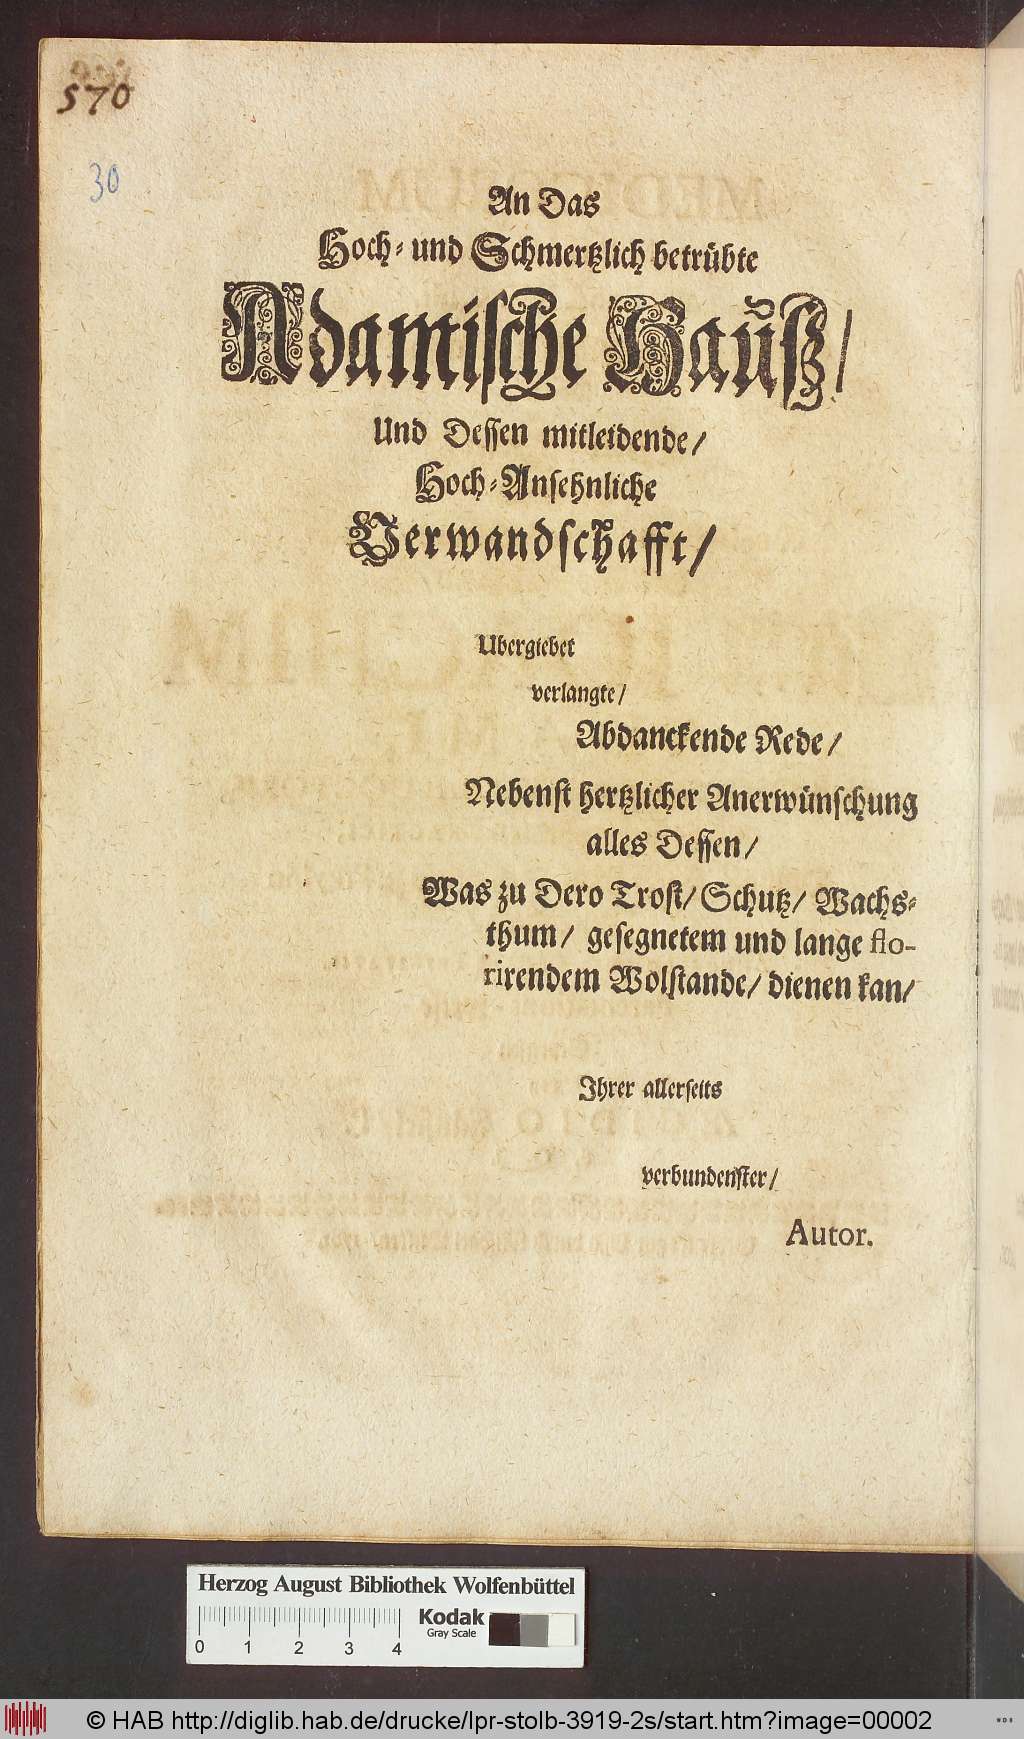 570
30
An Das
Hoch- und Schmertzlich betrübte
Adamische Hauß/
Und Dessen mitleidende/
Hoch-Ansehnliche
Verwandschafft/
Ubergiebet
verlangte/
Abdanckende Rede/
Nebenst hertzlicher Anerwünschung
alles Dessen/
Was zu Dero Trost/ Schutz/ Wachs-
thum/ gesegnetem und lange flo-
rirendem Wolstande/ dienen kan/
Ihrer allerseits
verbundenster/
Autor.
Herzog August Bibliothek Wolfenbüttel
Kodak
Gray Scale
0 1 2 3 4
© HAB http://diglib.hab.de/drucke/lpr-stolb-3919-2s/start.htm?image=00002